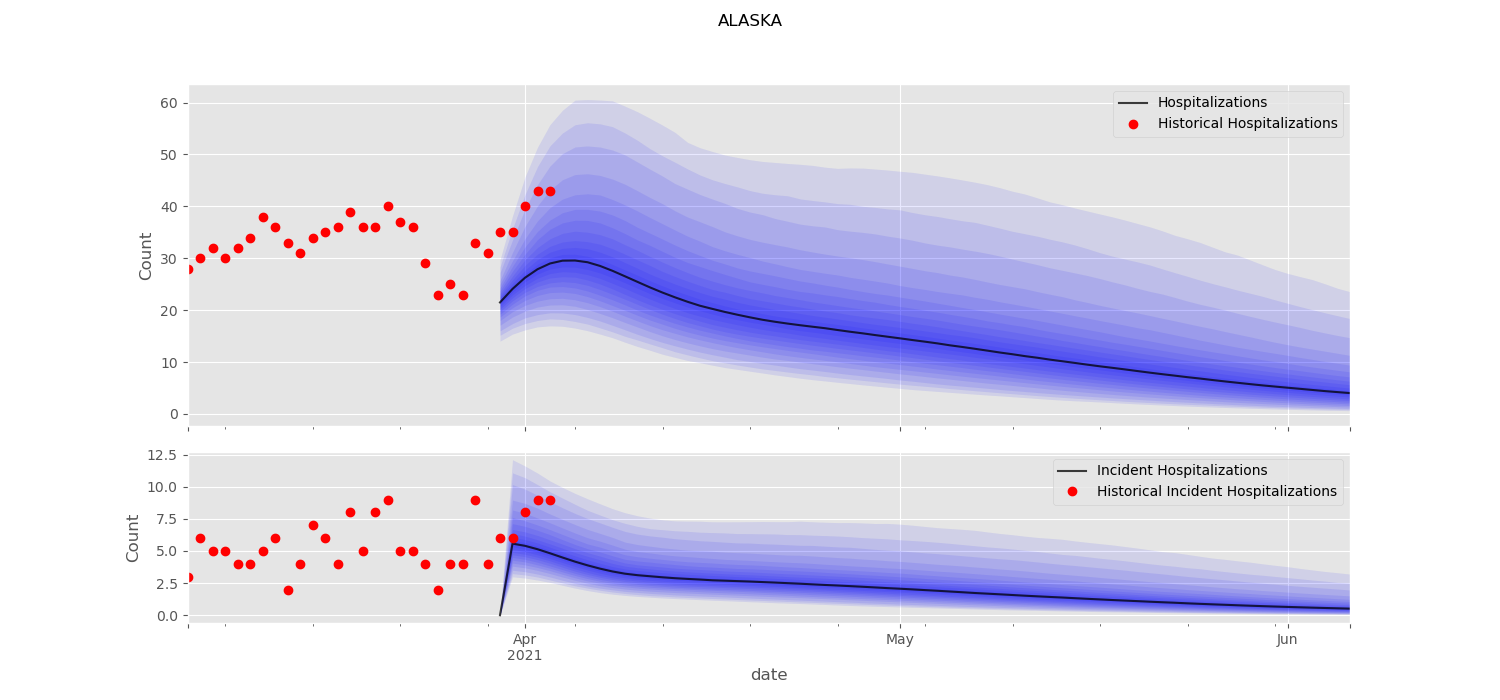 ALASKA
Hospitalizations
Historical Hospitalizations
60
50
40
30
20
10
0
Count
Incident Hospitalizations
Historical Incident Hospitalizations
12.5
10.0
7.5
5.0
2.5
0.0
Count
Apr
2021
May
Jun
date